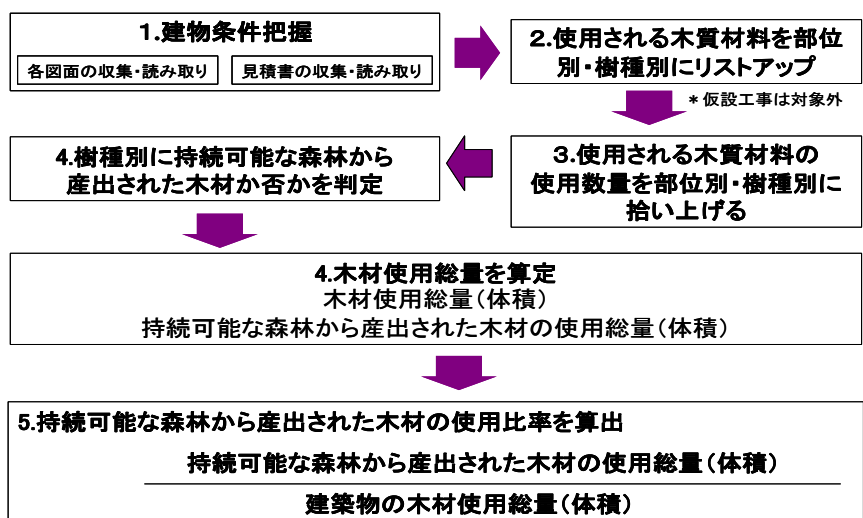 1.建物条件把握
各図面の収集・読み取り
見積書の収集・読み取り
2.使用される木質材料を部位
別・樹種別にリストアップ
*仮設工事は対象外
3.使用される木質材料の
使用数量を部位別・樹種別に
拾い上げる
4.樹種別に持続可能な森林から
産出された木材か否かを判定
4.木材使用総量を算定
木材使用総量(体積)
持続可能な森林から産出された木材の使用総量(体積)
5.持続可能な森林から産出された木材の使用比率を算出
持続可能な森林から産出された木材の使用総量(体積)
建築物の木材使用総量(体積)